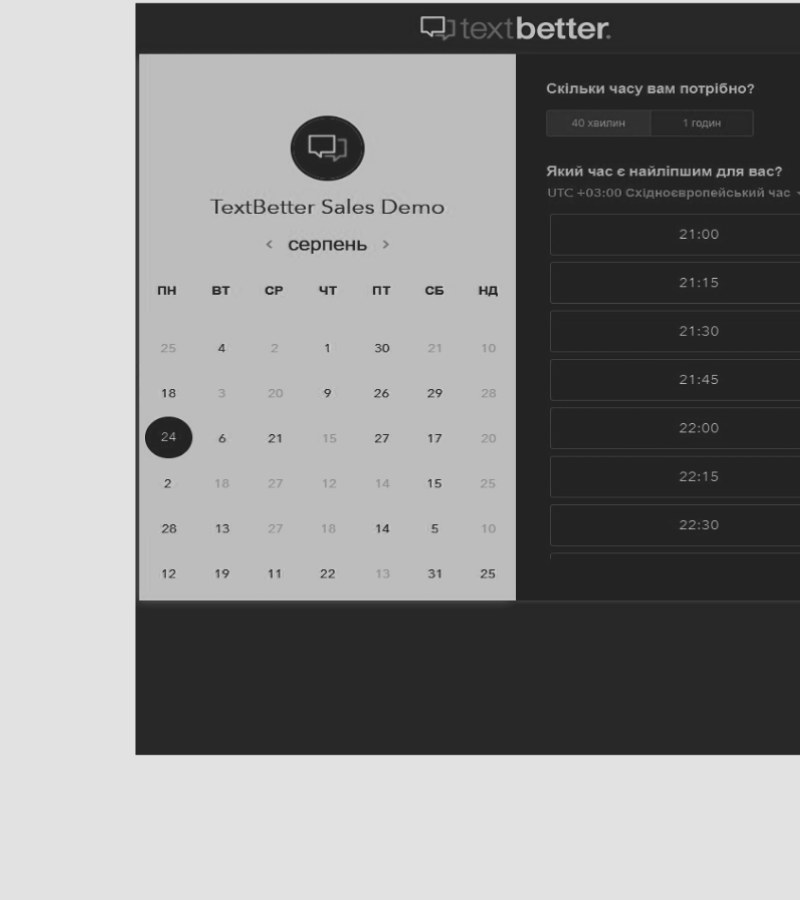 textbetter.
TextBetter Sales Demo
‹ серпень ›
ПН ВТ СР ЧТ ПТ СБ НД
25 4 2 1 30 21 10
18 3 20 9 26 29 28
24 6 21 15 27 17 20
2 18 27 12 14 15 25
28 13 27 18 14 5 10
12 19 11 22 13 31 25
Скільки часу вам потрібно?
40 хвилин 1 годин
Який час є найліпшим для вас?
UTC +03:00 Східноєвропейський час
21:00
21:15
21:30
21:45
22:00
22:15
22:30